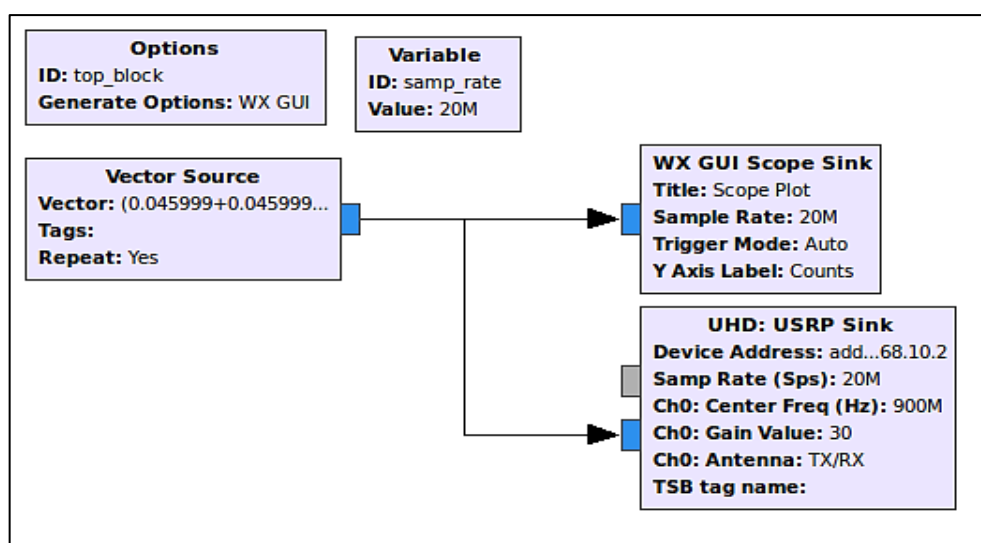 Options
ID: top_block
Generate Options: WX GUI
Variable
ID: samp_rate
Value: 20M
Vector Source
Vector: (0.045999+0.045999...
Tags:
Repeat: Yes
WX GUI Scope Sink
Title: Scope Plot
Sample Rate: 20M
Trigger Mode: Auto
Y Axis Label: Counts
UHD: USRP Sink
Device Address: add...68.10.2
Samp Rate (Sps): 20M
Ch0: Center Freq (Hz): 900M
Ch0: Gain Value: 30
Ch0: Antenna: TX/RX
TSB tag name: